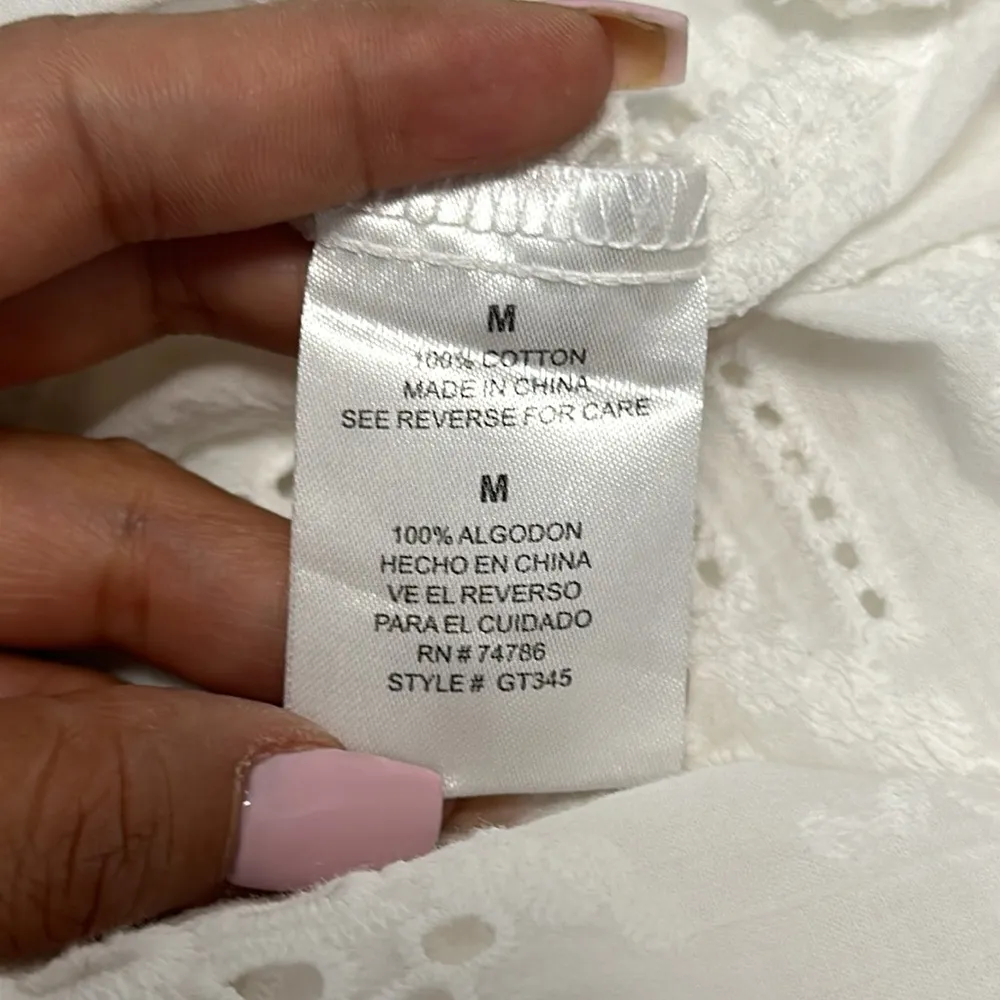 M
100% COTTON
MADE IN CHINA
SEE REVERSE FOR CARE
M
100% ALGODON
HECHO EN CHINA
VE EL REVERSO
PARA EL CUIDADO
RN # 74786
STYLE # GT345